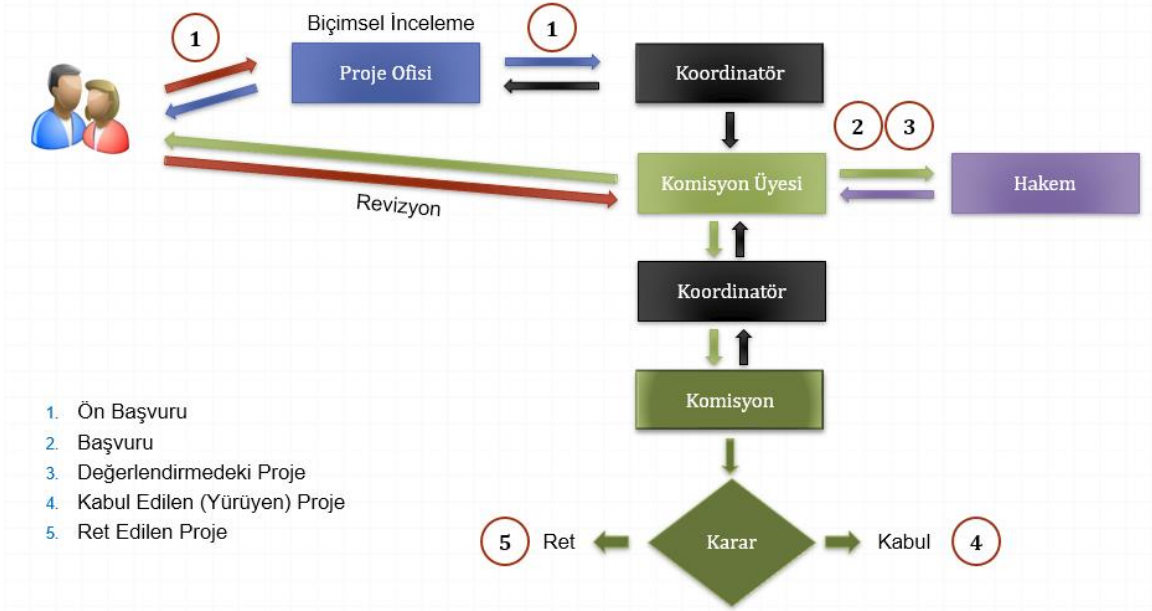 Biçimsel İnceleme
1
1
Proje Ofisi
Koordinatör
2
3
Komisyon Üyesi
Hakem
Revizyon
Koordinatör
Komisyon
1. Ön Başvuru
2. Başvuru
3. Değerlendirmedeki Proje
4. Kabul Edilen (Yürüyen) Proje
5. Ret Edilen Proje
5
Ret
Karar
Kabul
4